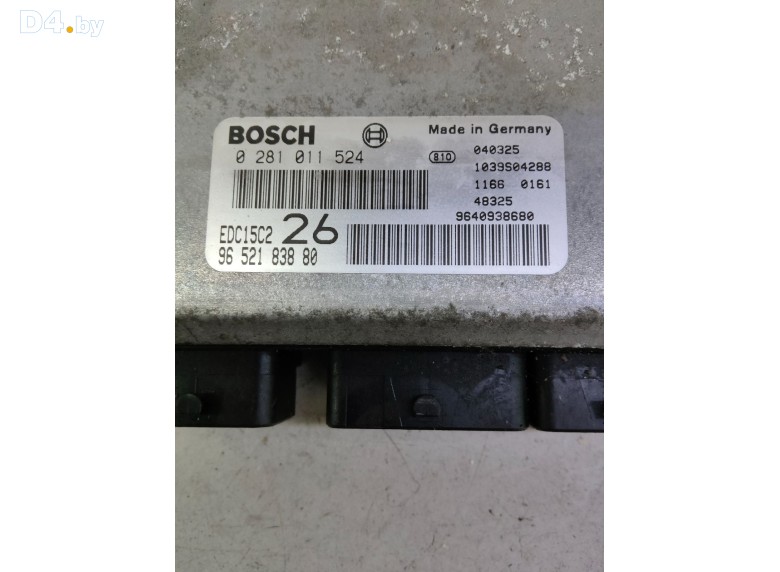 D4.by
BOSCH
Made in Germany
0 281 011 524
810
040325
1039S04288
1166 0161
48325
9640938680
EDC15C2 26
96 521 838 80